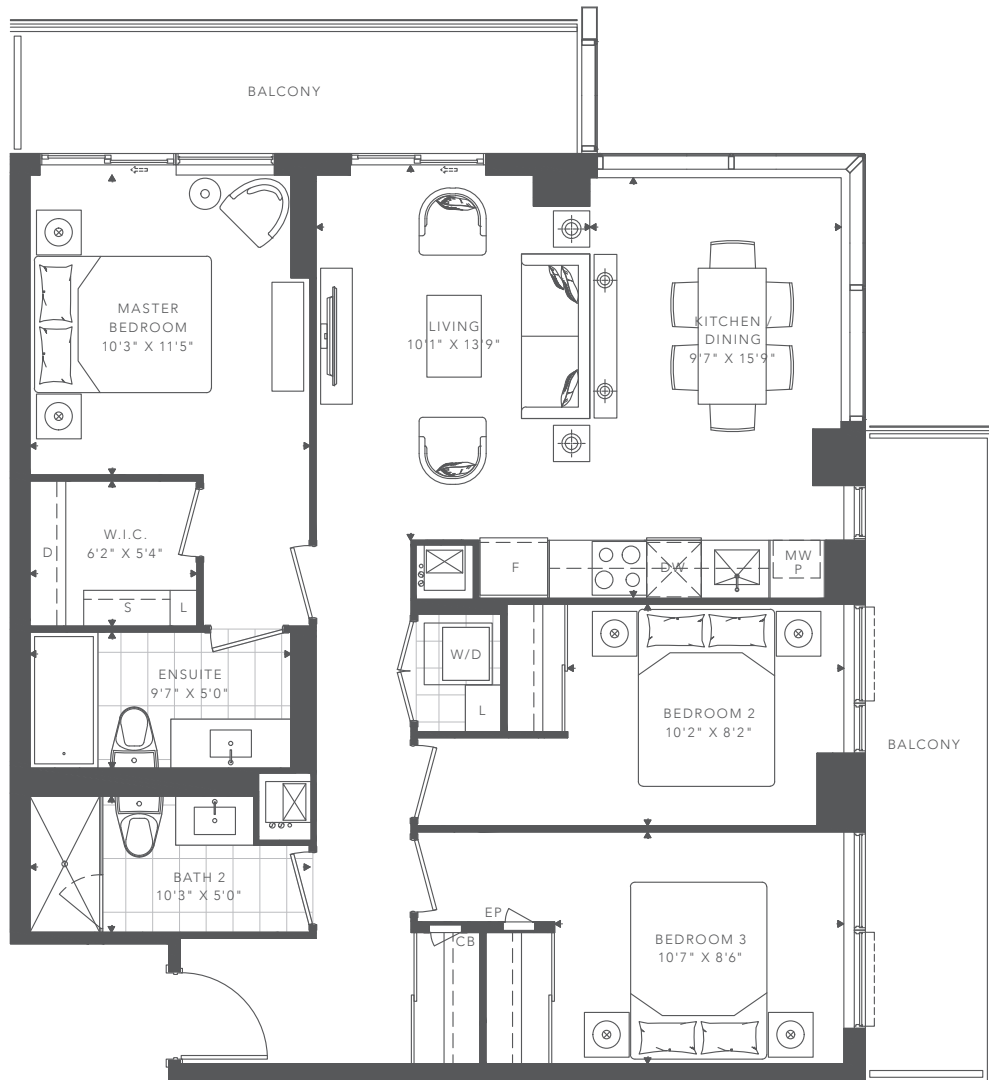 BALCONY
MASTER
BEDROOM
10'3" X 11'5"
LIVING
10'1" X 13'9"
KITCHEN /
DINING
9'7" X 15'9"
D
W.I.C.
6'2" X 5'4"
S
L
F
DW
MW
P
ENSUITE
9'7" X 5'0"
W/D
L
BEDROOM 2
10'2" X 8'2"
BALCONY
BATH 2
10'3" X 5'0"
EP
CB
BEDROOM 3
10'7" X 8'6"